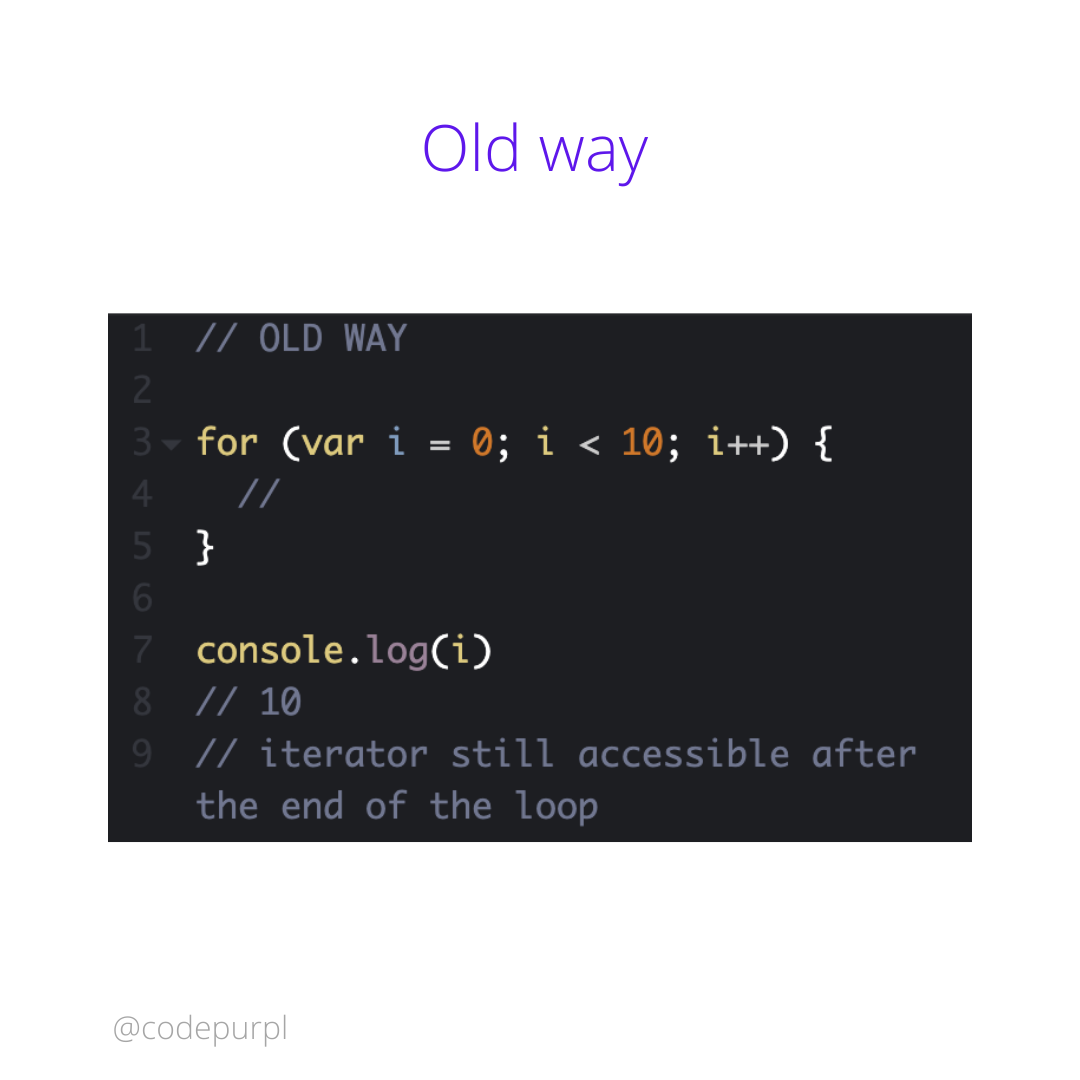 Old way
1 // OLD WAY
2
3 for (var i = 0; i < 10; i++) {
4   //
5 }
6
7 console.log(i)
8 // 10
9 // iterator still accessible after
the end of the loop
@codepurpl